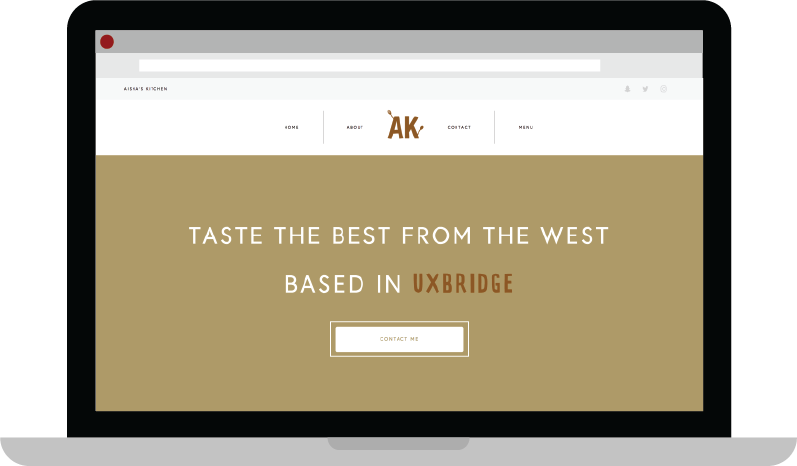 AISHA'S KITCHEN
HOME ABOUT AK CONTACT MENU
TASTE THE BEST FROM THE WEST
BASED IN UXBRIDGE
CONTACT ME